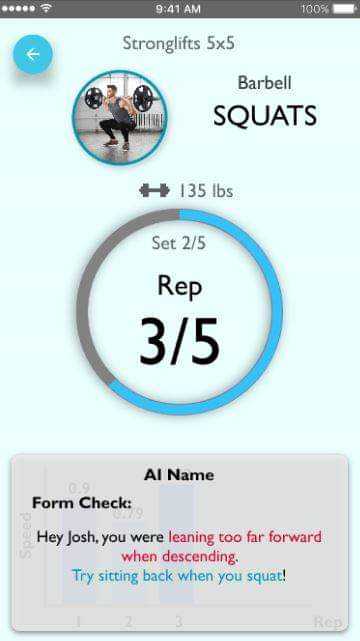 9:41 AM
100%
Stronglifts 5x5
Barbell
SQUATS
135 lbs
Set 2/5
Rep
3/5
AI Name
0.9
Form Check:
0.79
Hey Josh, you were leaning too far forward
when descending.
Try sitting back when you squat!
Speed
1 2 3 Rep